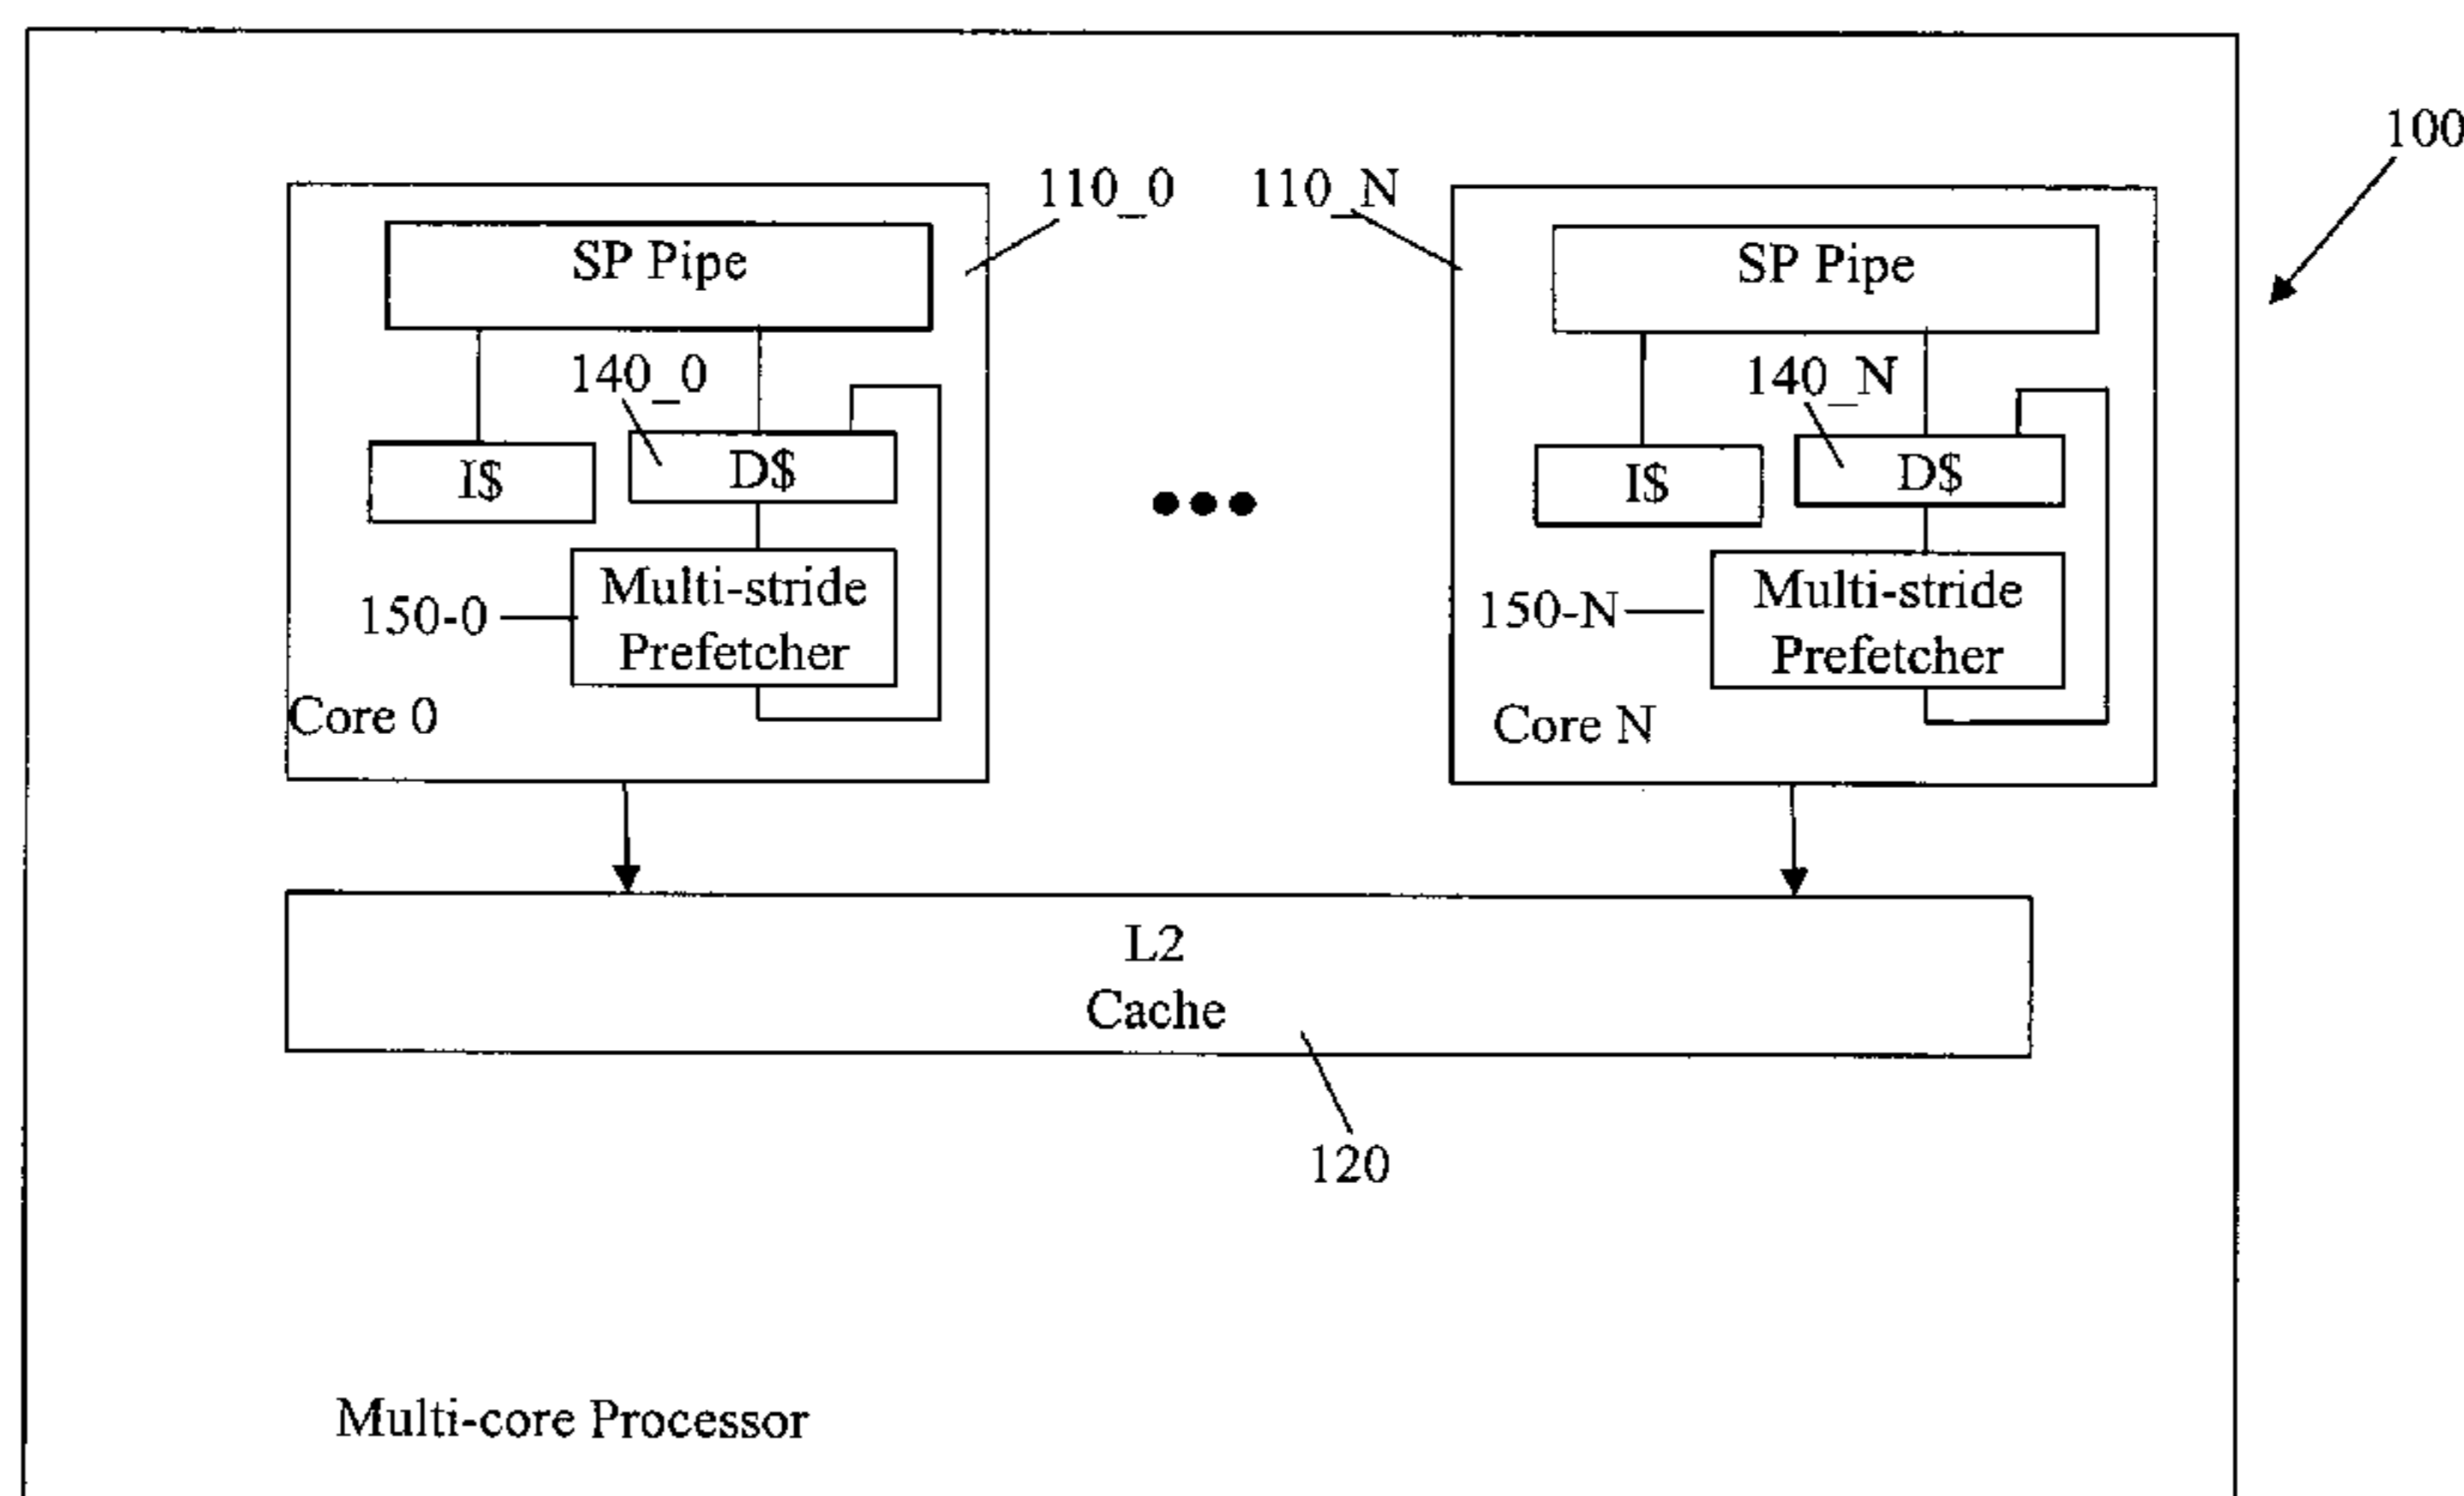 100
110_0
110_N
SP Pipe
SP Pipe
140_0
140_N
I$
D$
I$
D$
150-0
Multi-stride
Prefetcher
150-N
Multi-stride
Prefetcher
Core 0
Core N
L2
Cache
120
Multi-core Processor